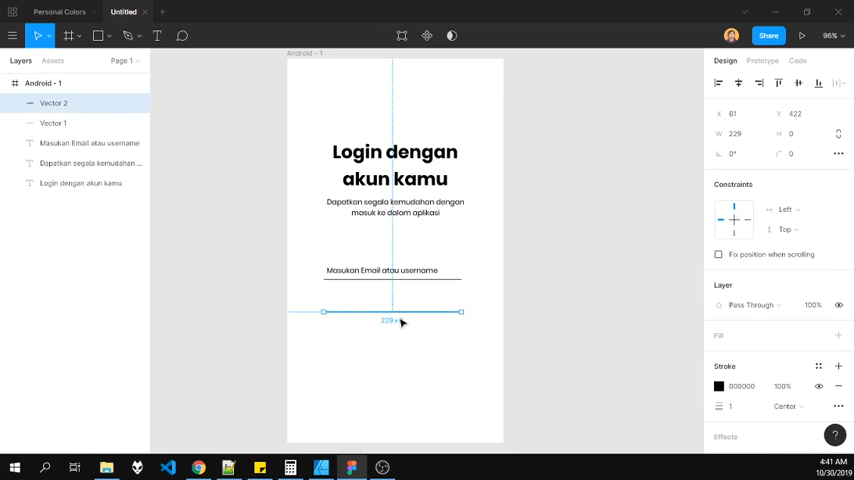 Personal Colors
Untitled
Share
96%
Layers
Assets
Page 1
Android - 1
Vector 2
Vector 1
Masukan Email atau username
Dapatkan segala kemudahan ...
Login dengan akun kamu
Android - 1
Login dengan
akun kamu
Dapatkan segala kemudahan dengan
masuk ke dalam aplikasi
Masukan Email atau username
Design
Prototype
Code
X 61
Y 422
W 229
H 0
0°
0
Constraints
Left
Top
Fix position when scrolling
Layer
Pass Through
100%
Fill
Stroke
000000
100%
1
Center
Effects
?
4:41 AM
10/30/2019